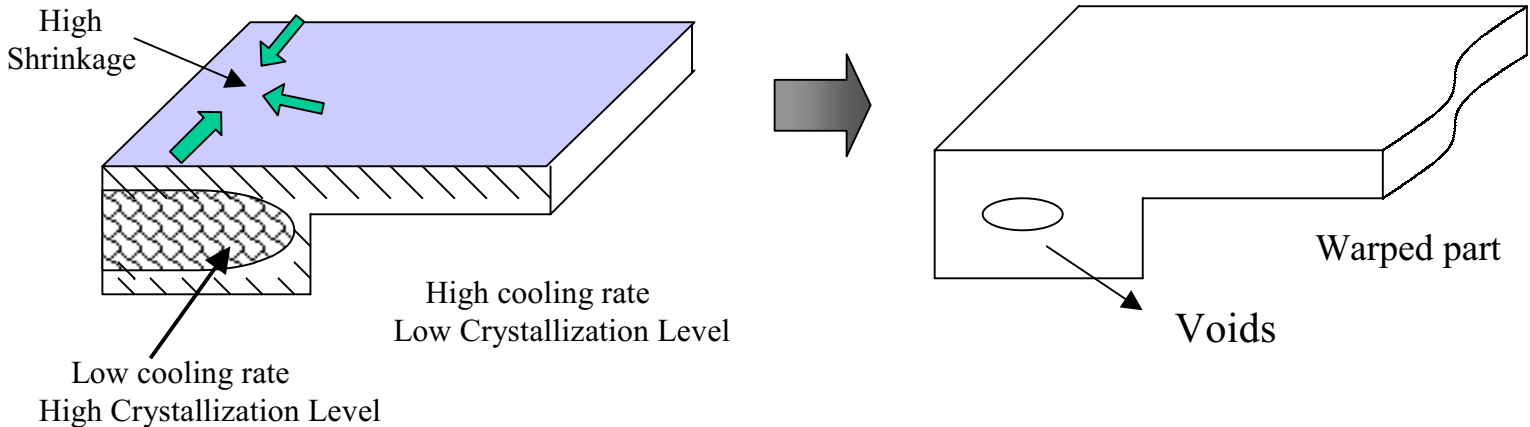 High
Shrinkage
High cooling rate
Low Crystallization Level
Low cooling rate
High Crystallization Level
Warped part
Voids